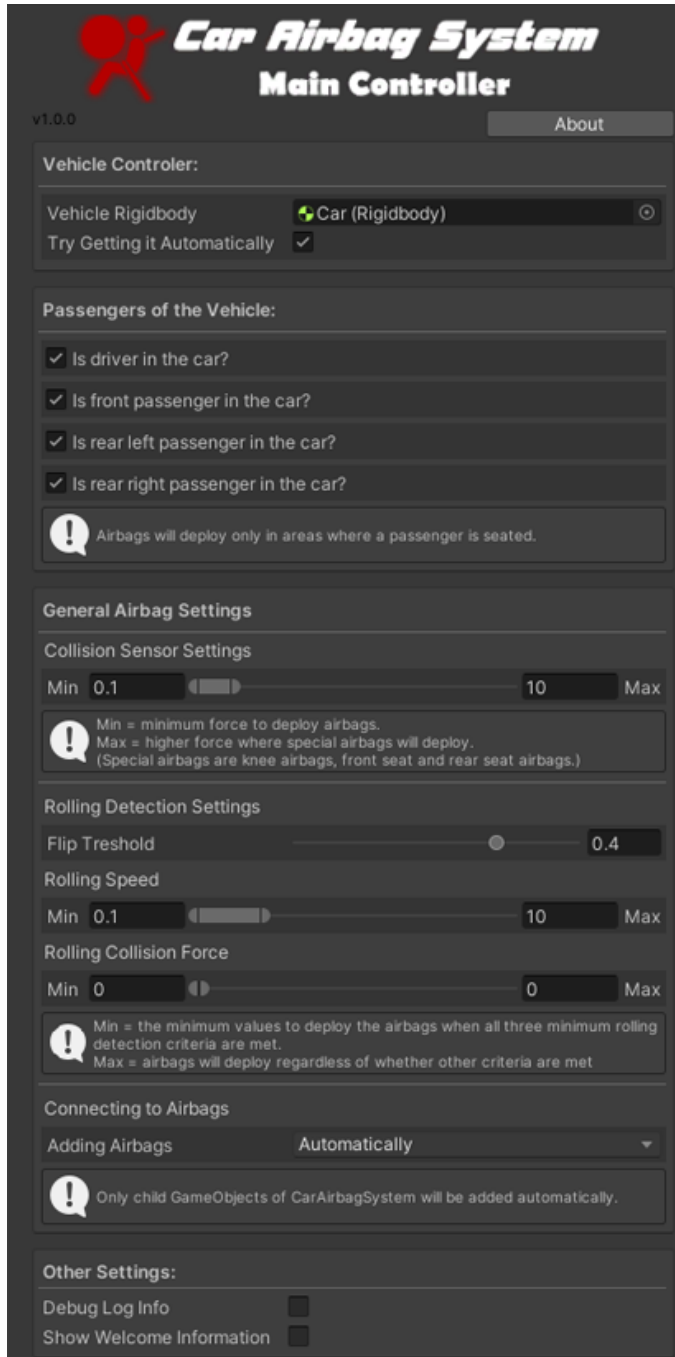 Car Airbag System
Main Controller
v1.0.0
About
Vehicle Controler:
Vehicle Rigidbody Car (Rigidbody)
Try Getting it Automatically
Passengers of the Vehicle:
Is driver in the car?
Is front passenger in the car?
Is rear left passenger in the car?
Is rear right passenger in the car?
Airbags will deploy only in areas where a passenger is seated.
General Airbag Settings
Collision Sensor Settings
Min 0.1 10 Max
Min = minimum force to deploy airbags.
Max = higher force where special airbags will deploy.
(Special airbags are knee airbags, front seat and rear seat airbags.)
Rolling Detection Settings
Flip Treshold 0.4
Rolling Speed
Min 0.1 10 Max
Rolling Collision Force
Min 0 0 Max
Min = the minimum values to deploy the airbags when all three minimum rolling
detection criteria are met.
Max = airbags will deploy regardless of whether other criteria are met
Connecting to Airbags
Adding Airbags Automatically
Only child GameObjects of CarAirbagSystem will be added automatically.
Other Settings:
Debug Log Info
Show Welcome Information